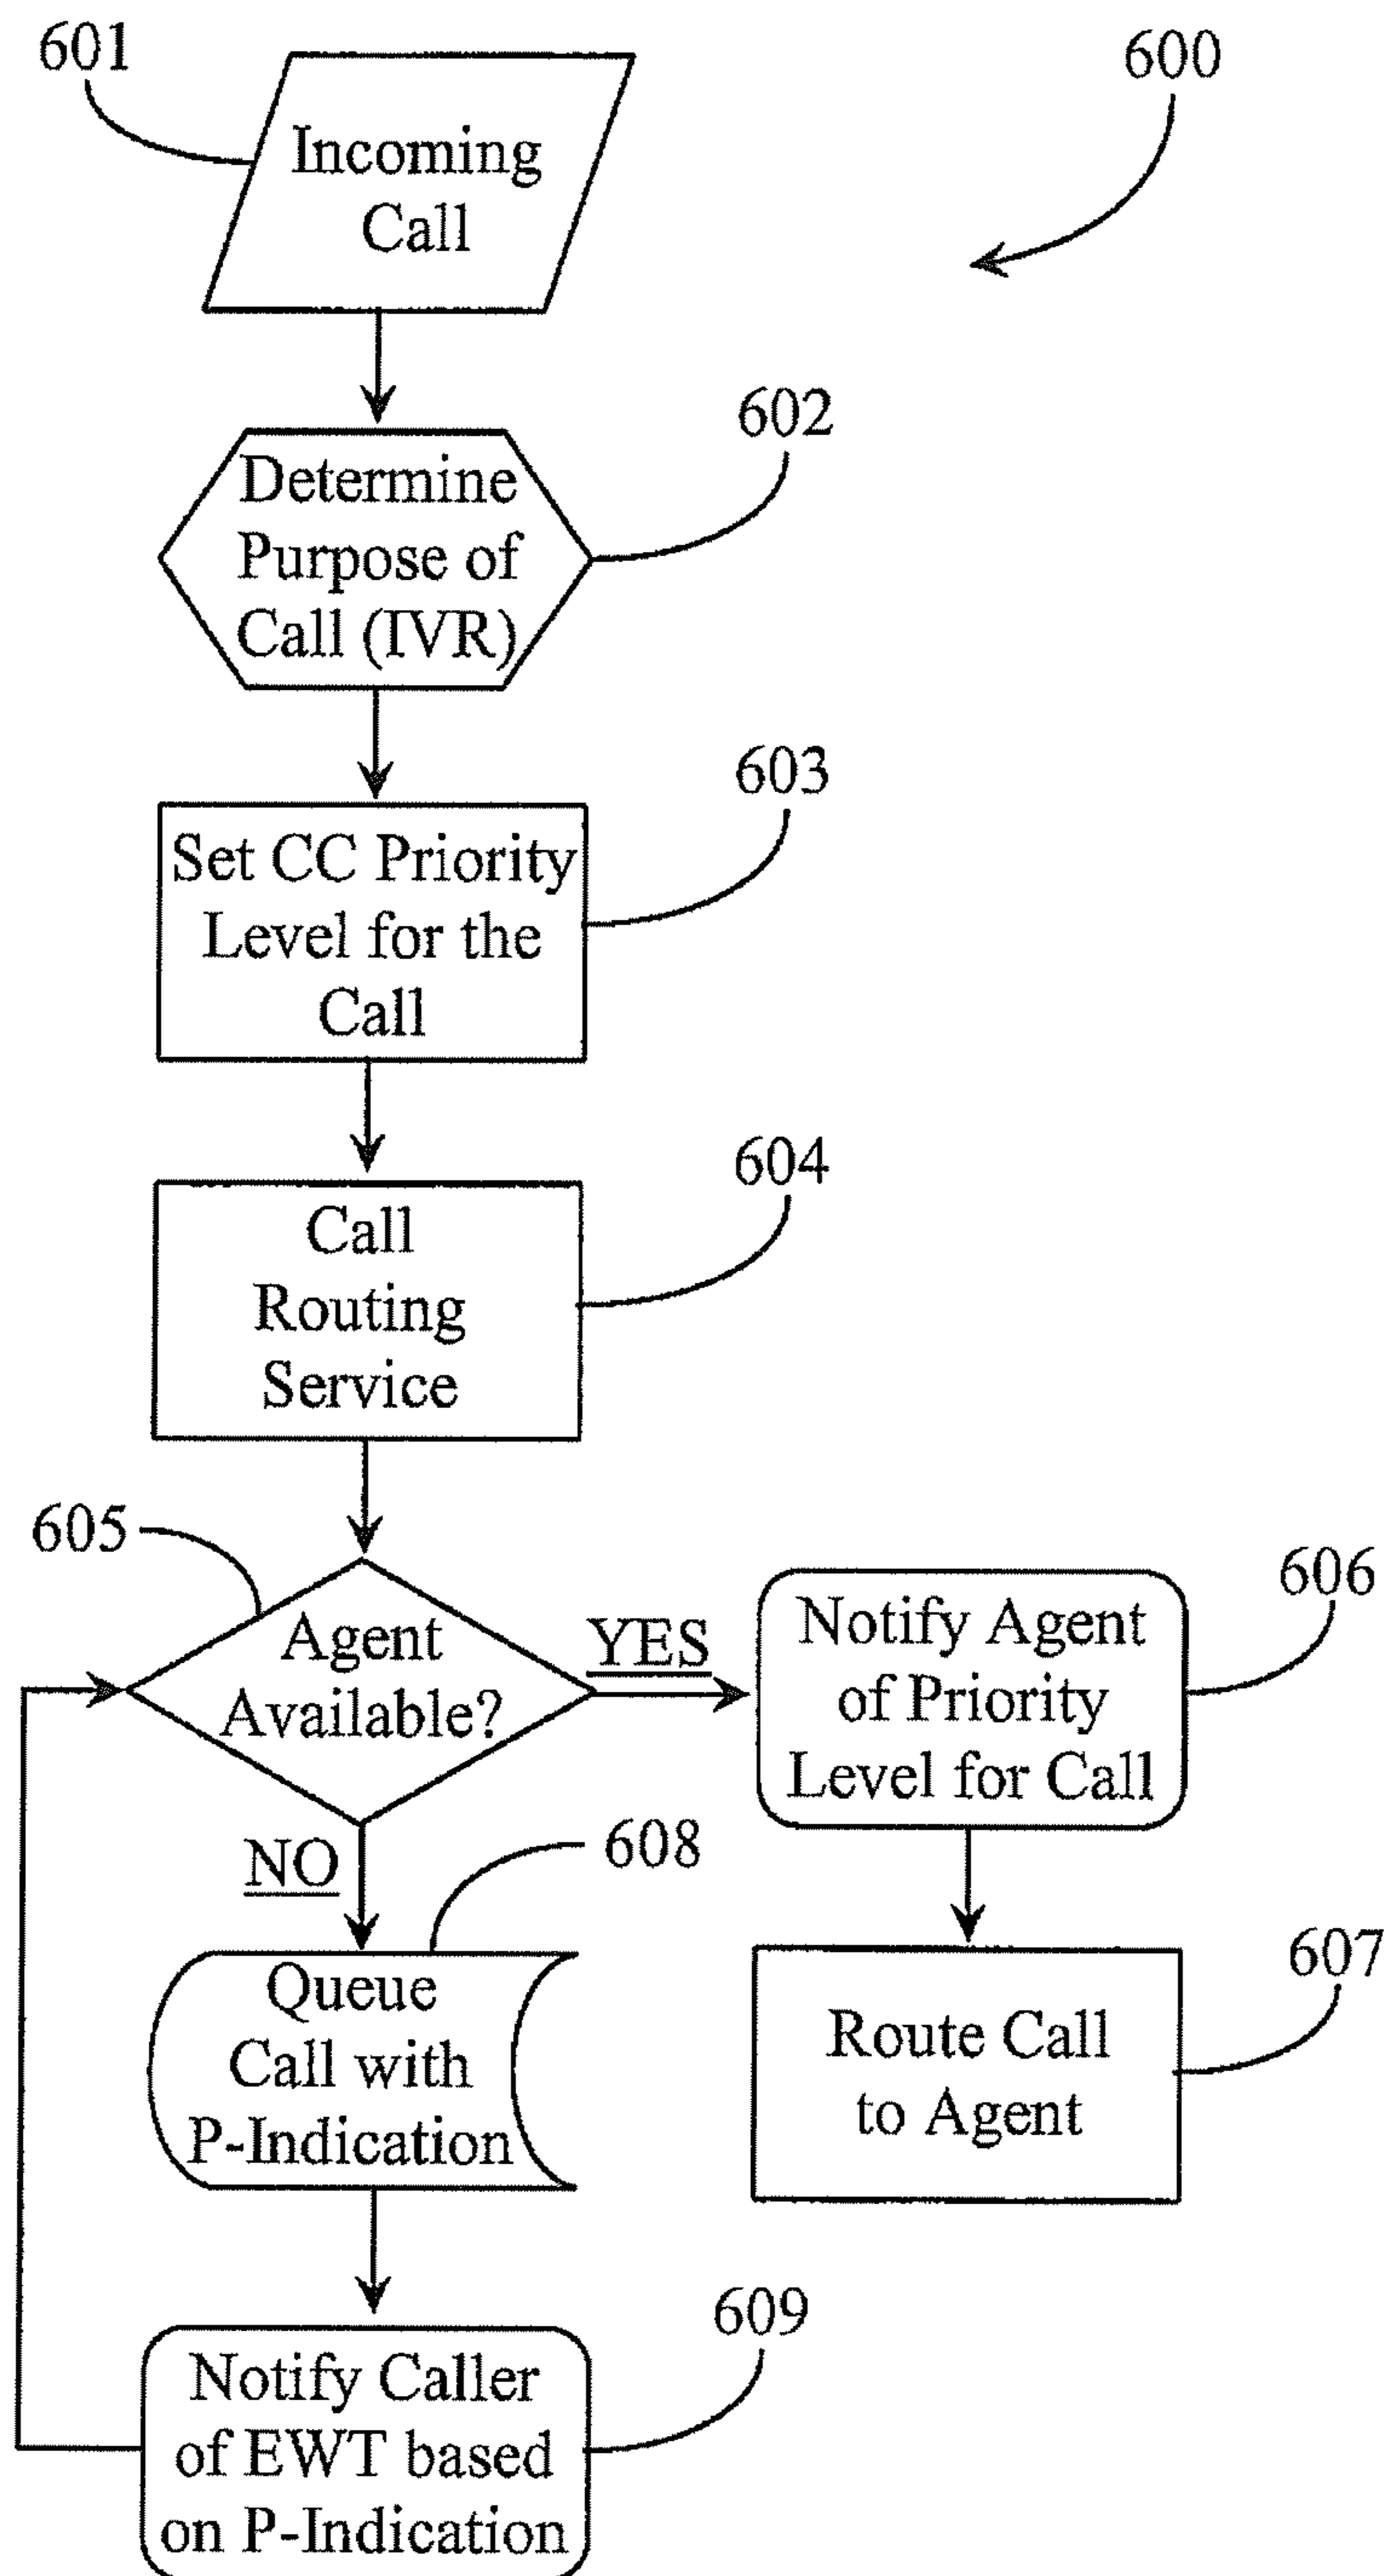 601
600
Incoming
Call
602
Determine
Purpose of
Call (IVR)
603
Set CC Priority
Level for the
Call
604
Call
Routing
Service
605
Agent
Available?
YES
606
Notify Agent
of Priority
Level for Call
NO
608
Queue
Call with
P-Indication
607
Route Call
to Agent
609
Notify Caller
of EWT based
on P-Indication